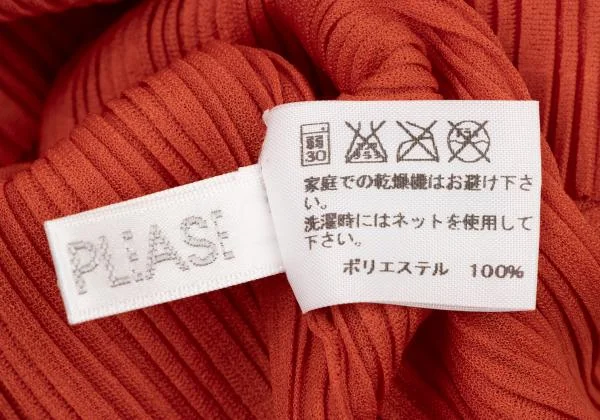 PLEASE
30
家庭での乾燥機はお避け下さ
い。
洗濯時にはネットを使用して
下さい。
ポリエステル 100%